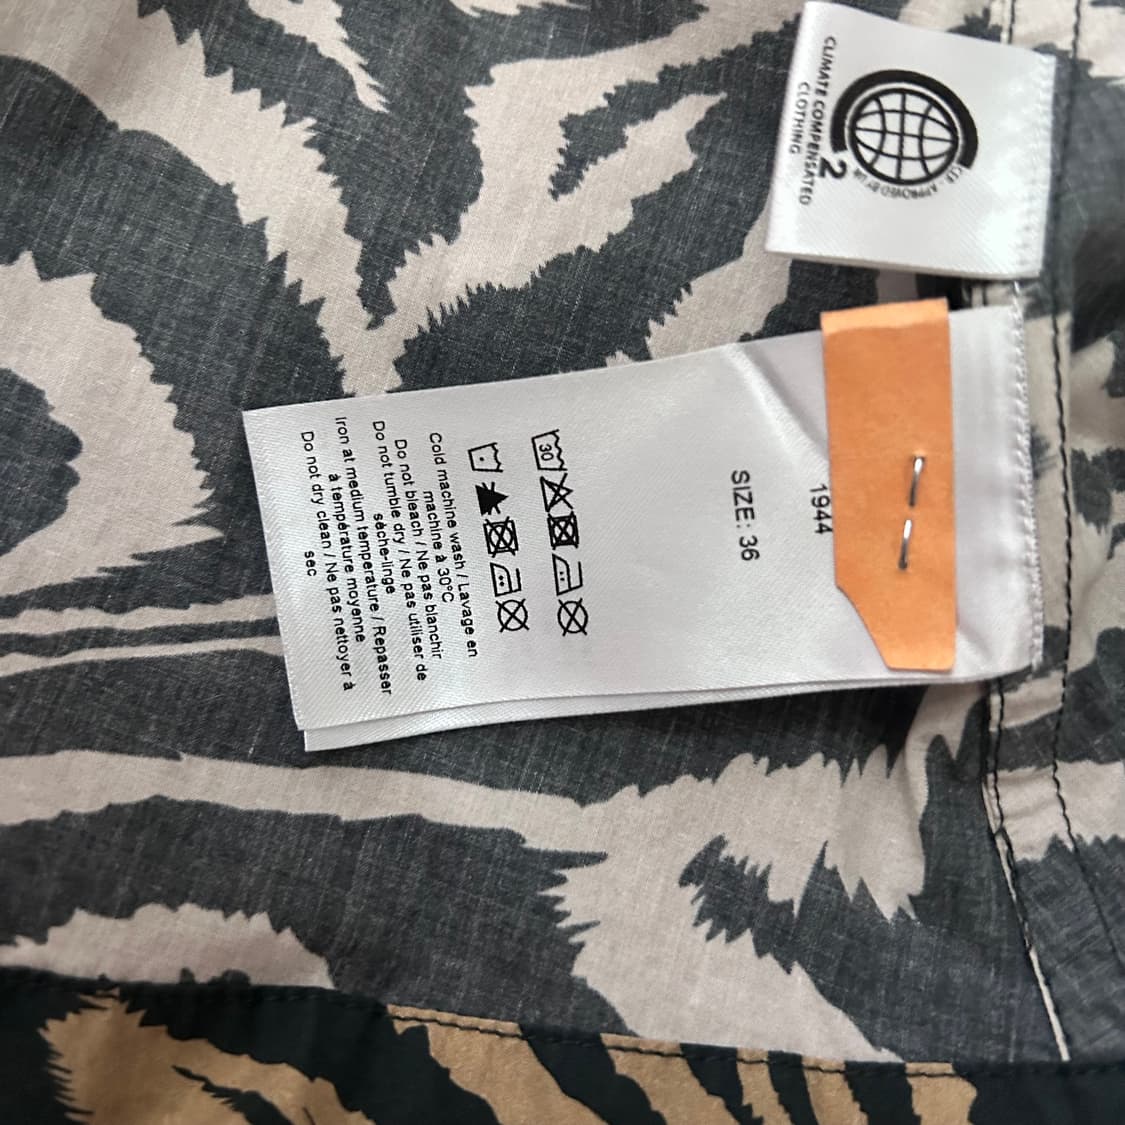 CLIMATE COMPENSATED
CLOTHING
2
1944
SIZE: 36
30
Cold machine wash / Lavage en
machine à 30°C
Do not bleach / Ne pas blanchir
Do not tumble dry / Ne pas utiliser de
sèche-linge
Iron at medium temperature / Repasser
à température moyenne
Do not dry clean / Ne pas nettoyer à
sec